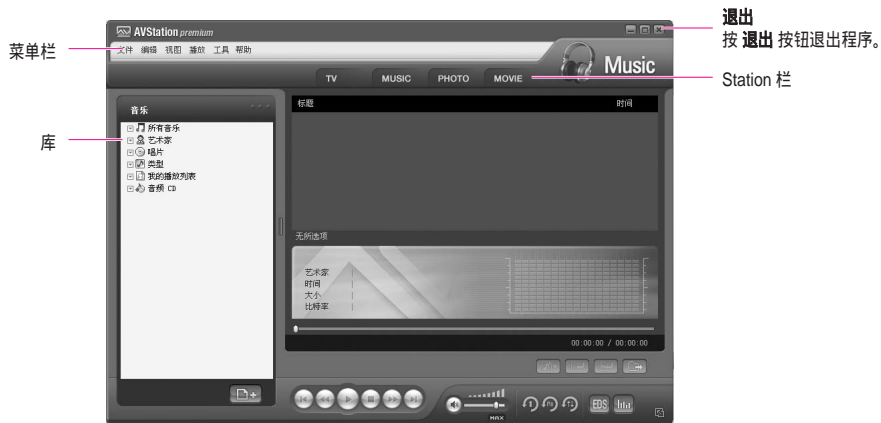 退出
按 退出 按钮退出程序。
AVStation premium
菜单栏
文件 编辑 视图 播放 工具 帮助
Music
TV MUSIC PHOTO MOVIE
Station 栏
音乐
标题 时间
库
所有音乐
艺术家
唱片
类型
我的播放列表
音频 CD
无所选项
艺术家
时间
大小
比特率
00:00:00 / 00:00:00
MAX
EDS